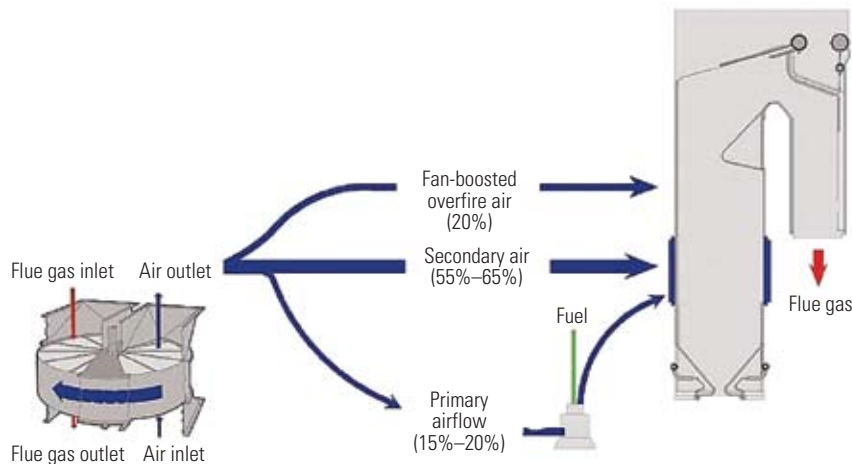 Fan-boosted
overfire air
(20%)
Secondary air
(55%–65%)
Flue gas inlet
Air outlet
Fuel
Flue gas
Primary
airflow
(15%–20%)
Flue gas outlet
Air inlet